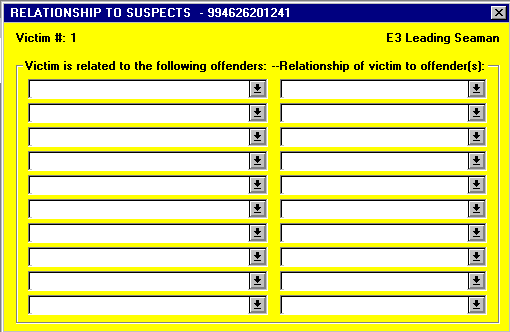 RELATIONSHIP TO SUSPECTS - 994626201241
Victim #: 1 E3 Leading Seaman
Victim is related to the following offenders: --Relationship of victim to offender(s):